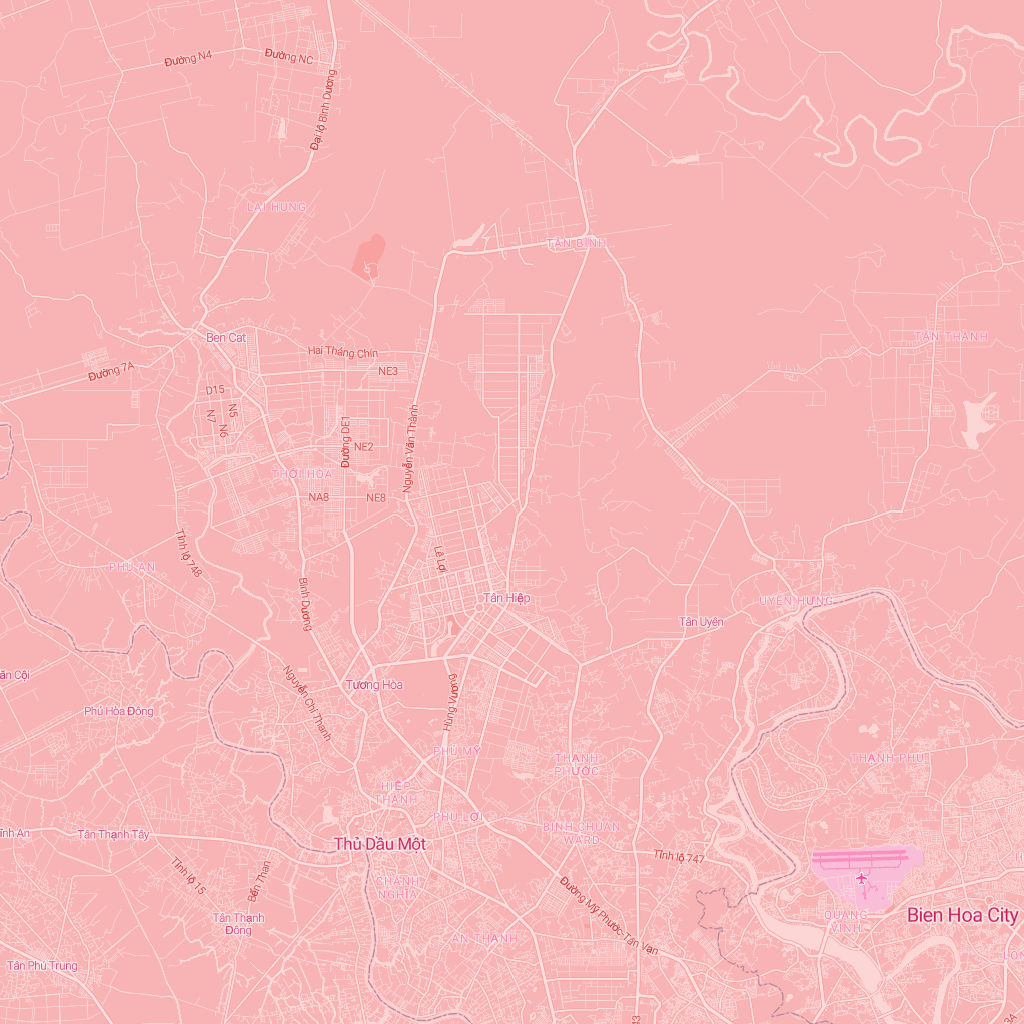 Đường N4
Đường NC
Đại lộ Bình Dương
LAI HUNG
TÂN BÌNH
Ben Cat
TÂN THÀNH
Hai Tháng Chín
Đường 7A
NE3
D15
N5
N7
N6
Nguyễn Văn Thành
Đường DE1
NE2
THỚI HÒA
NA8
NE8
Tỉnh lộ 748
PHÚ AN
Lê Lợi
Bình Dương
Tân Hiệp
UYÊN HƯNG
Tân Uyên
Nguyễn Chí Thanh
Tương Hòa
Hùng Vương
Phú Hòa Đông
PHÚ MỸ
THẠNH
PHƯỚC
THẠNH PHÚ
HIỆP
THÀNH
PHÚ LỢI
BÌNH CHUẨN
WARD
Tân Thạnh Tây
Thủ Dầu Một
Tỉnh lộ 747
Tỉnh lộ 15
Bến Than
CHÁNH
NGHĨA
Đường Mỹ Phước-Tân Vạn
Tân Thạnh
Đông
QUANG
VINH
Bien Hoa City
AN THẠNH
Tân Phú Trung